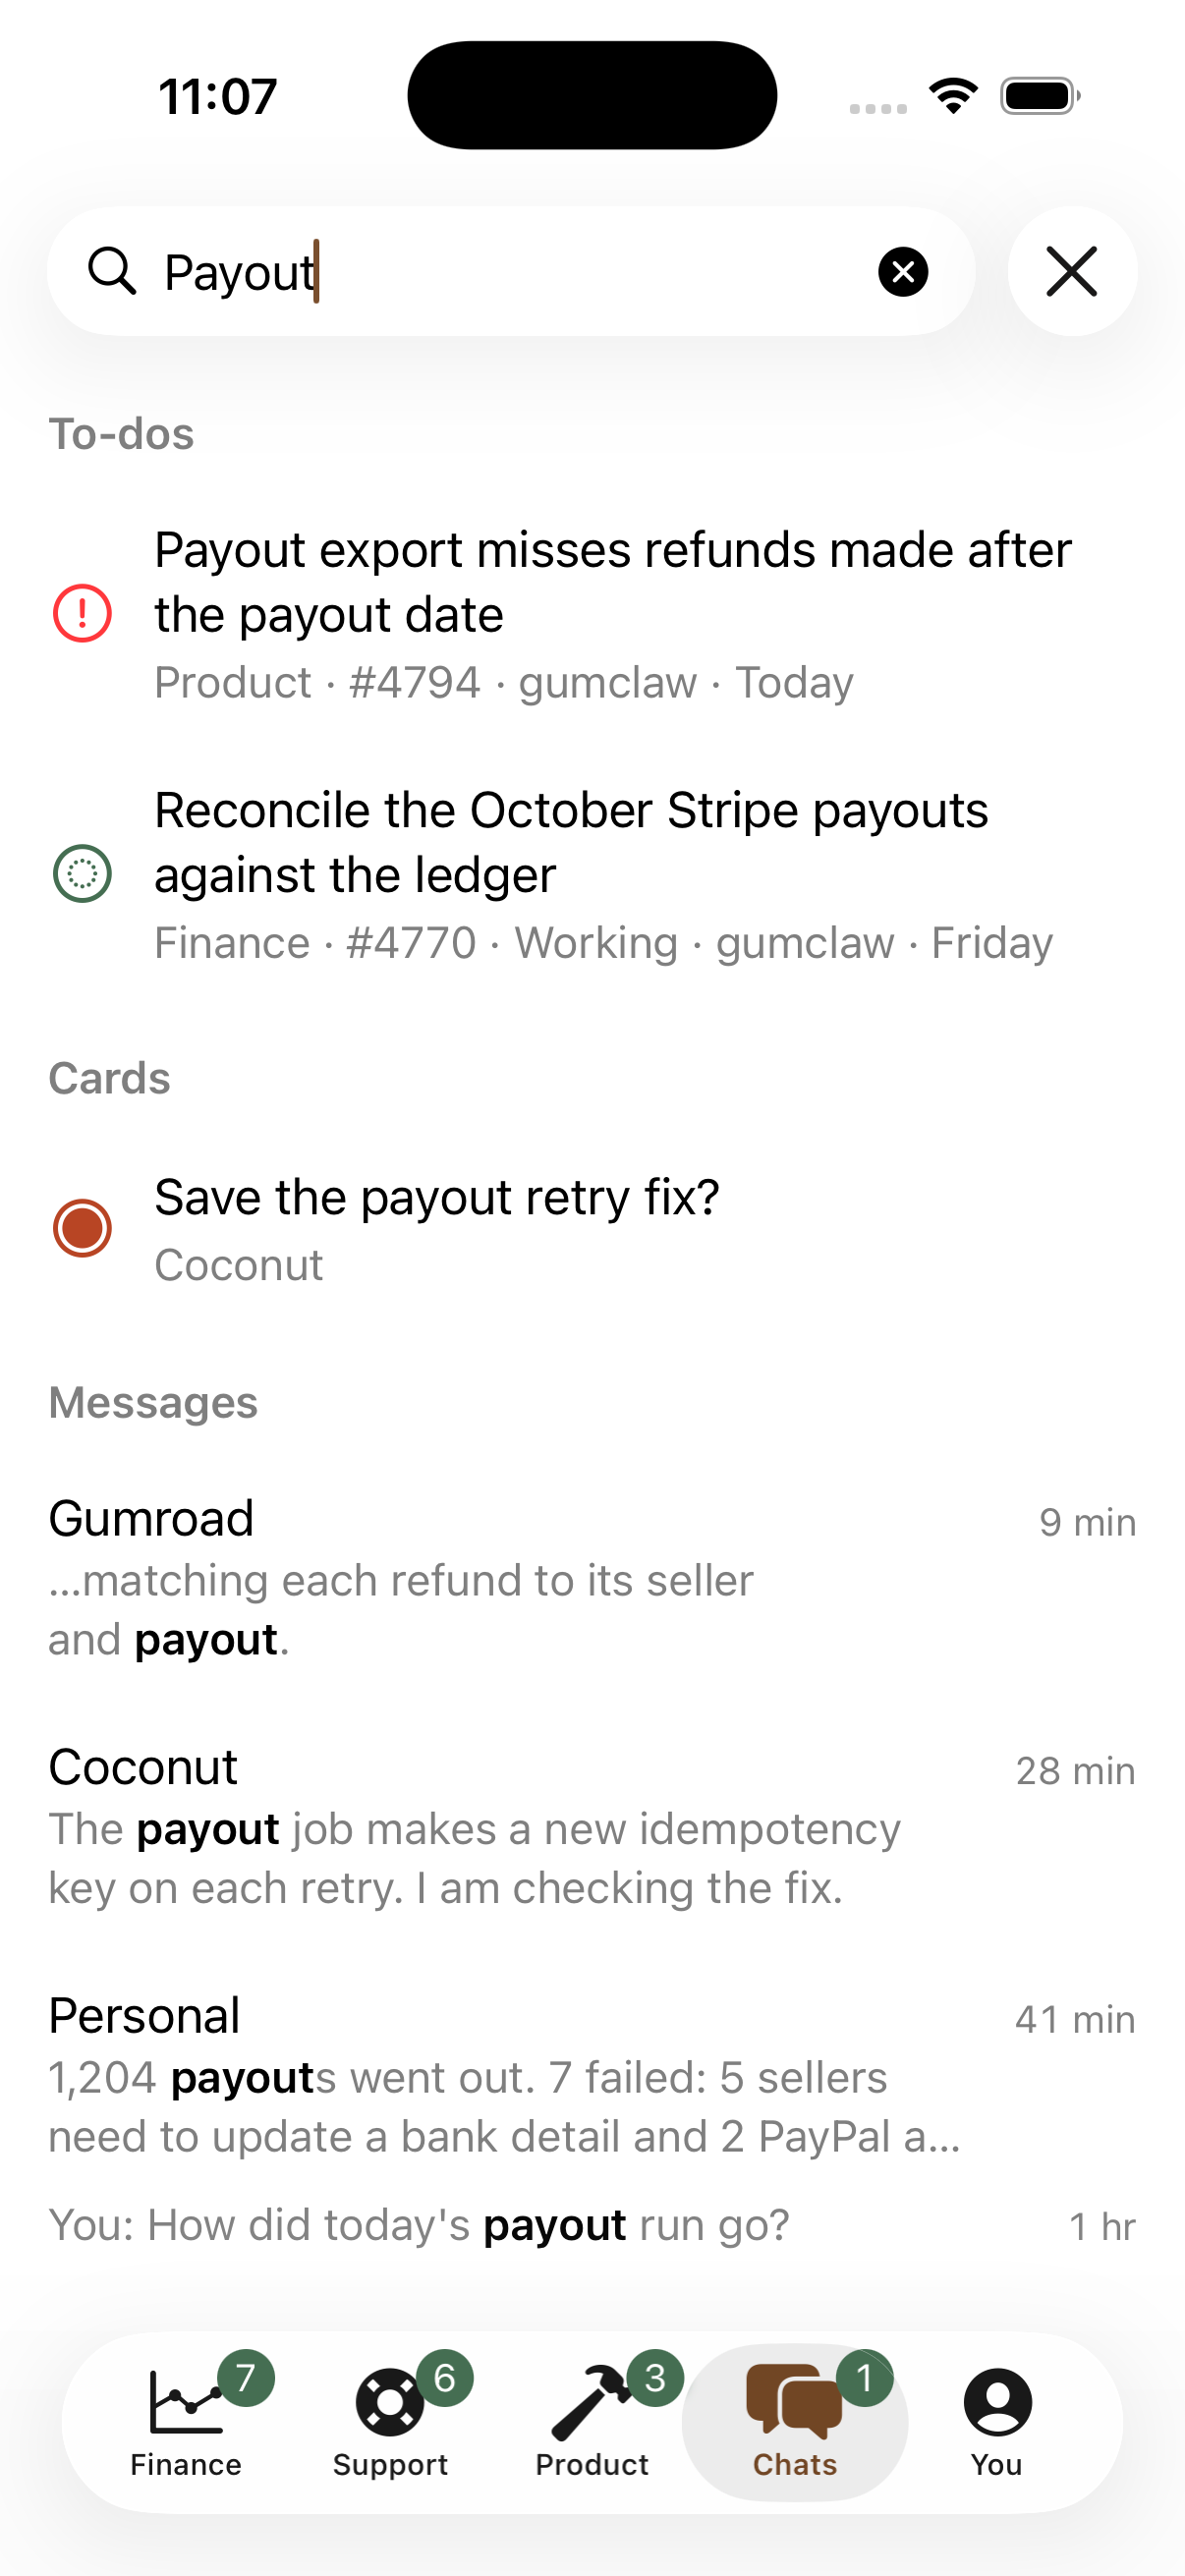 11:07
Payout
To-dos
Payout export misses refunds made after
the payout date
Product · #4794 · gumclaw · Today
Reconcile the October Stripe payouts
against the ledger
Finance · #4770 · Working · gumclaw · Friday
Cards
Save the payout retry fix?
Coconut
Messages
Gumroad 9 min
...matching each refund to its seller
and payout.
Coconut 28 min
The payout job makes a new idempotency
key on each retry. I am checking the fix.
Personal 41 min
1,204 payouts went out. 7 failed: 5 sellers
need to update a bank detail and 2 PayPal a...
You: How did today's payout run go? 1 hr
7 6 3 1
Finance Support Product Chats You